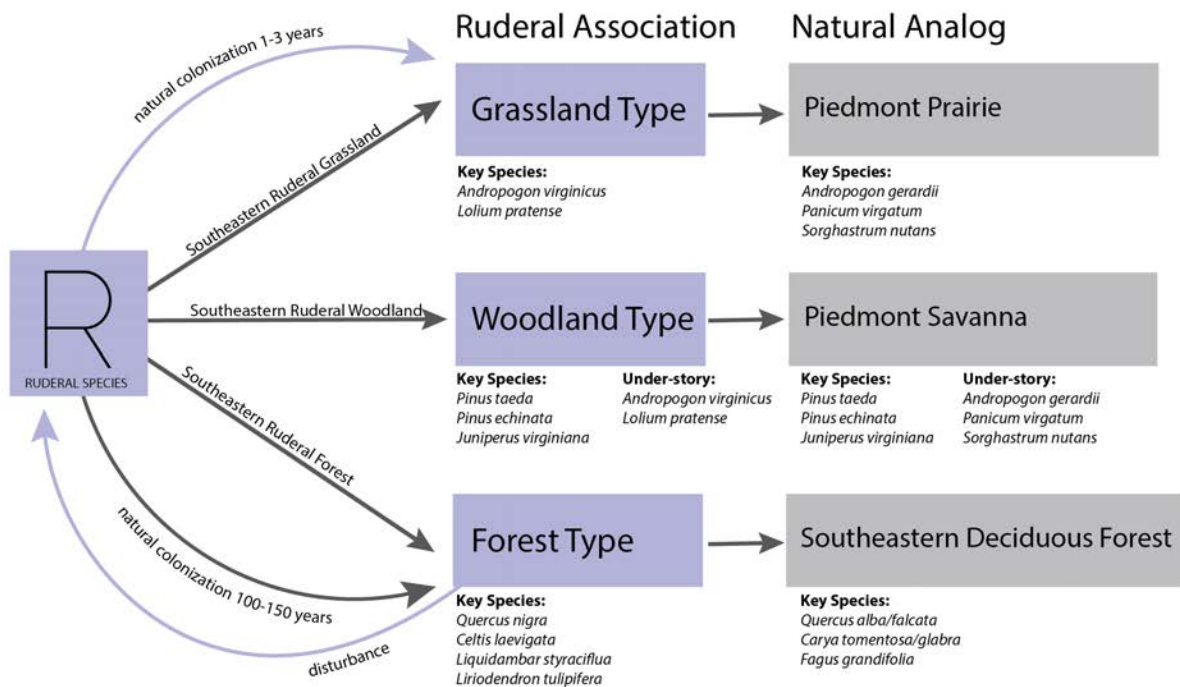 Ruderal Association
Natural Analog
natural colonization 1-3 years
Grassland Type
Piedmont Prairie
Southeastern Ruderal Grassland
Key Species:
Andropogon virginicus
Lolium pratense
Key Species:
Andropogon gerardii
Panicum virgatum
Sorghastrum nutans
R
RUDERAL SPECIES
Southeastern Ruderal Woodland
Woodland Type
Piedmont Savanna
Key Species:
Pinus taeda
Pinus echinata
Juniperus virginiana
Under-story:
Andropogon virginicus
Lolium pratense
Key Species:
Pinus taeda
Pinus echinata
Juniperus virginiana
Under-story:
Andropogon gerardii
Panicum virgatum
Sorghastrum nutans
Southeastern Ruderal Forest
Forest Type
Southeastern Deciduous Forest
natural colonization 100-150 years
Key Species:
Quercus nigra
Celtis laevigata
Liquidambar styraciflua
Liriodendron tulipifera
Key Species:
Quercus alba/falcata
Carya tomentosa/glabra
Fagus grandifolia
disturbance